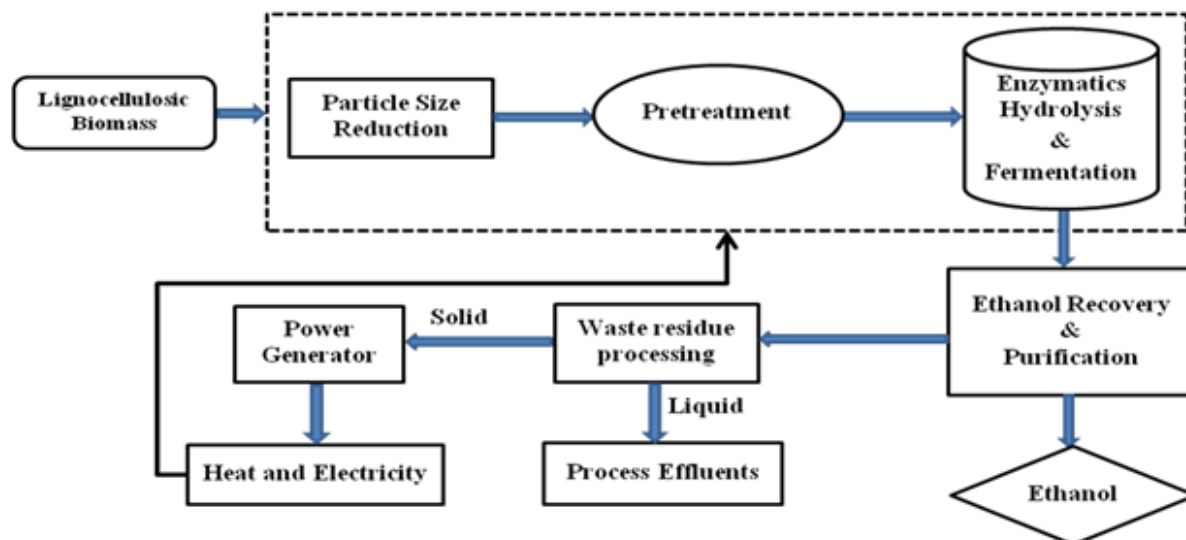 Lignocellulosic
Biomass
Particle Size
Reduction
Pretreatment
Enzymatics
Hydrolysis
&
Fermentation
Ethanol Recovery
&
Purification
Waste residue
processing
Solid
Power
Generator
Liquid
Heat and Electricity
Process Effluents
Ethanol